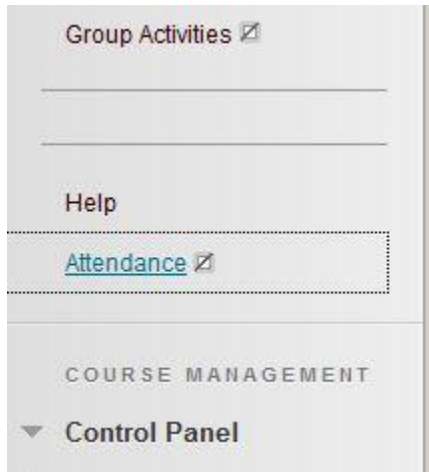 Group Activities
Help
Attendance
COURSE MANAGEMENT
Control Panel